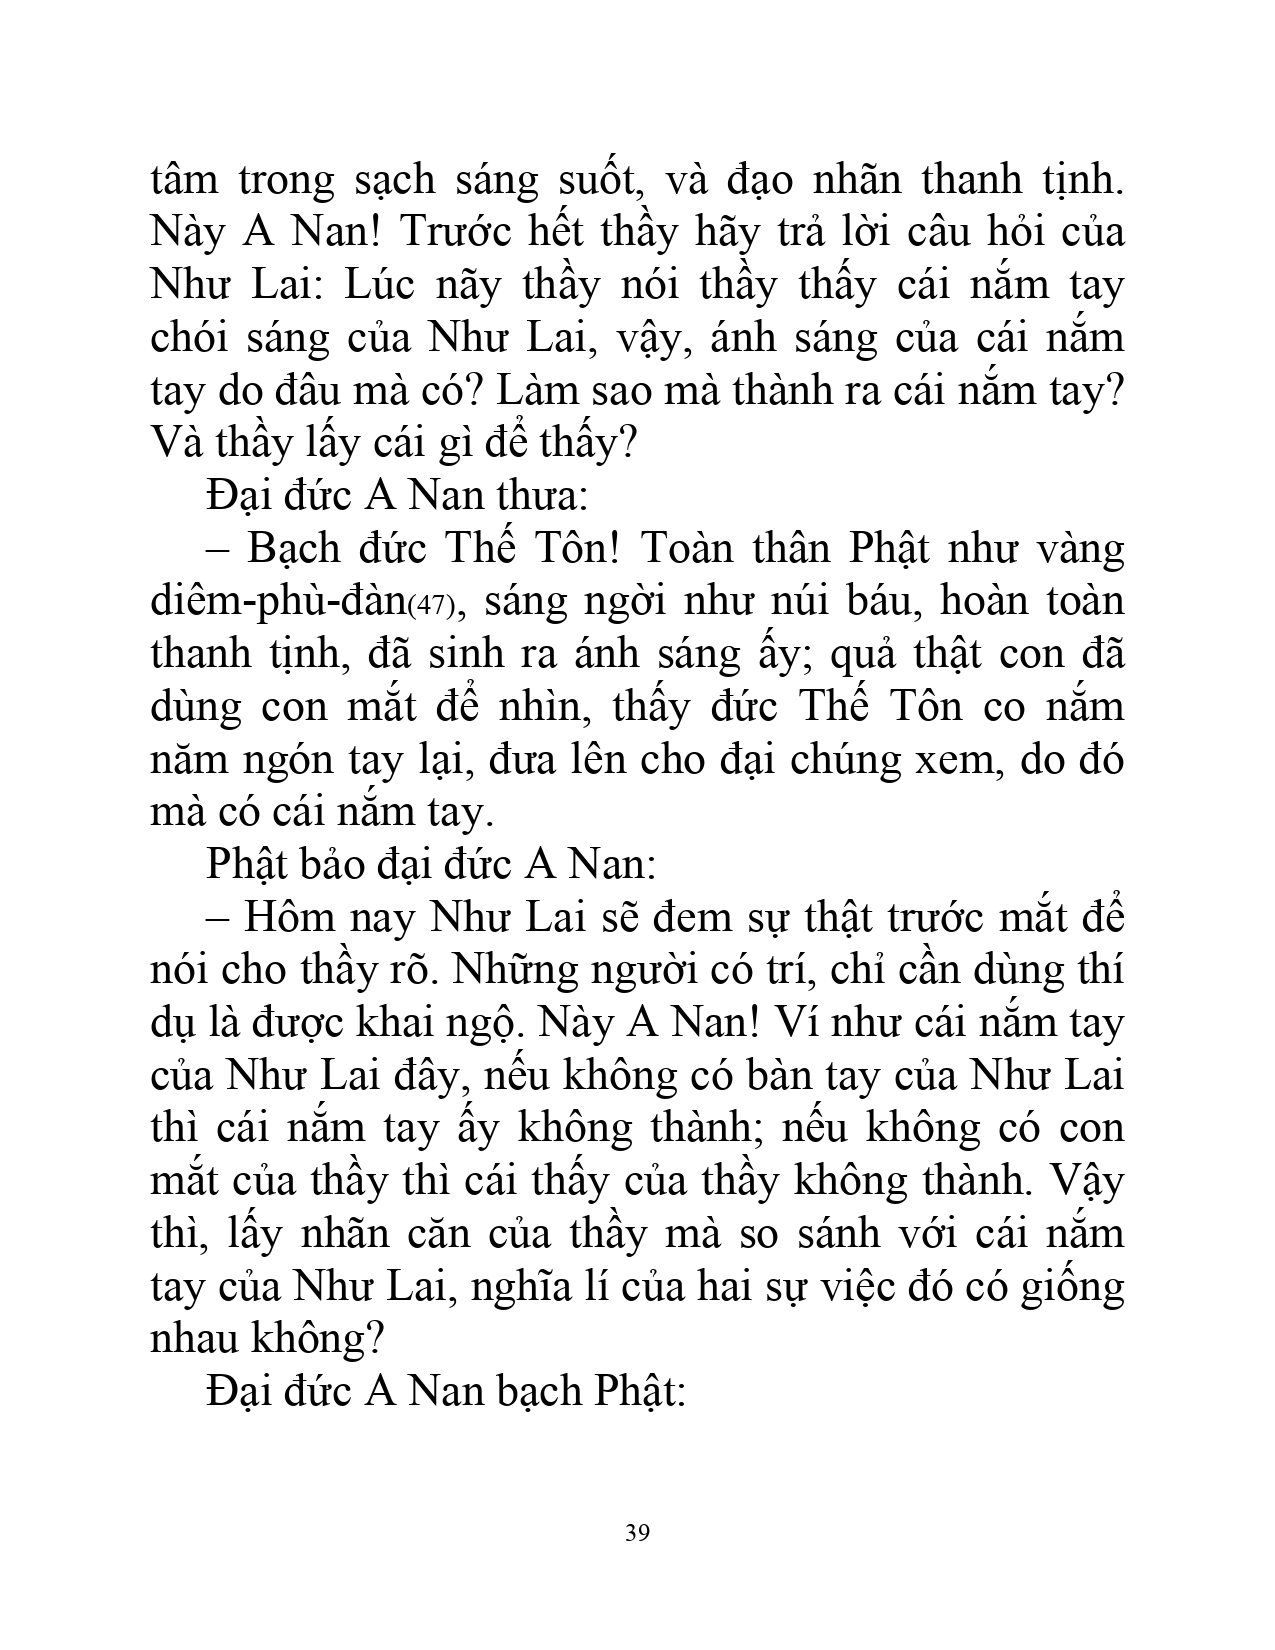 tâm trong sạch sáng suốt, và đạo nhãn thanh tịnh.
Này A Nan! Trước hết thầy hãy trả lời câu hỏi của
Như Lai: Lúc nãy thầy nói thầy thấy cái nắm tay
chói sáng của Như Lai, vậy, ánh sáng của cái nắm
tay do đâu mà có? Làm sao mà thành ra cái nắm tay?
Và thầy lấy cái gì để thấy?
Đại đức A Nan thưa:
– Bạch đức Thế Tôn! Toàn thân Phật như vàng
diêm-phù-đàn(47), sáng ngời như núi báu, hoàn toàn
thanh tịnh, đã sinh ra ánh sáng ấy; quả thật con đã
dùng con mắt để nhìn, thấy đức Thế Tôn co nắm
năm ngón tay lại, đưa lên cho đại chúng xem, do đó
mà có cái nắm tay.
Phật bảo đại đức A Nan:
– Hôm nay Như Lai sẽ đem sự thật trước mắt để
nói cho thầy rõ. Những người có trí, chỉ cần dùng thí
dụ là được khai ngộ. Này A Nan! Ví như cái nắm tay
của Như Lai đây, nếu không có bàn tay của Như Lai
thì cái nắm tay ấy không thành; nếu không có con
mắt của thầy thì cái thấy của thầy không thành. Vậy
thì, lấy nhãn căn của thầy mà so sánh với cái nắm
tay của Như Lai, nghĩa lí của hai sự việc đó có giống
nhau không?
Đại đức A Nan bạch Phật:
39